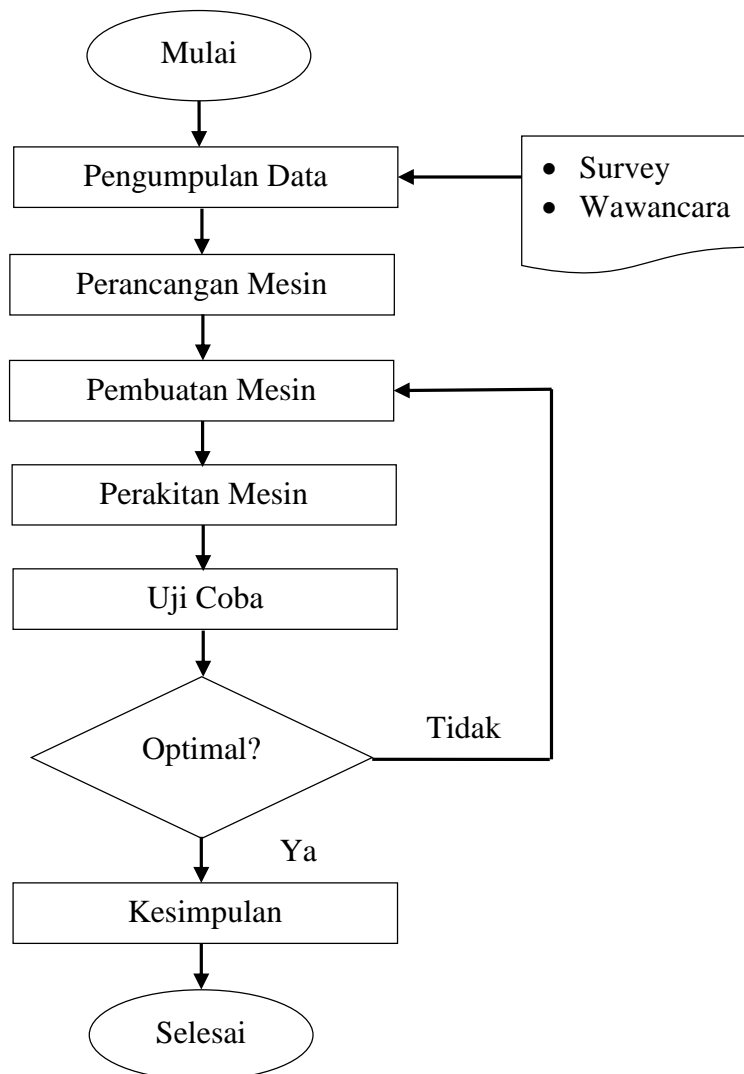 Mulai
Pengumpulan Data
• Survey
• Wawancara
Perancangan Mesin
Pembuatan Mesin
Perakitan Mesin
Uji Coba
Optimal?
Tidak
Ya
Kesimpulan
Selesai